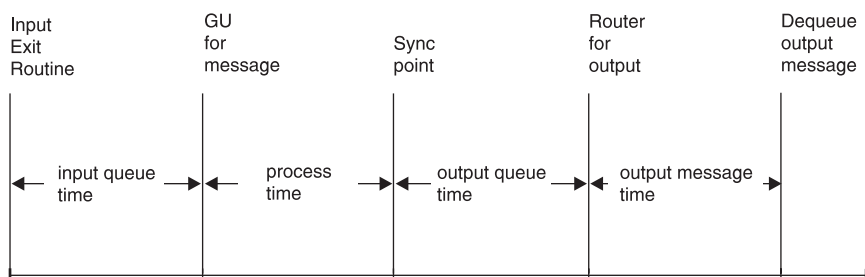 Input
Exit
Routine
GU
for
message
Sync
point
Router
for
output
Dequeue
output
message
input queue
time
process
time
output queue
time
output message
time